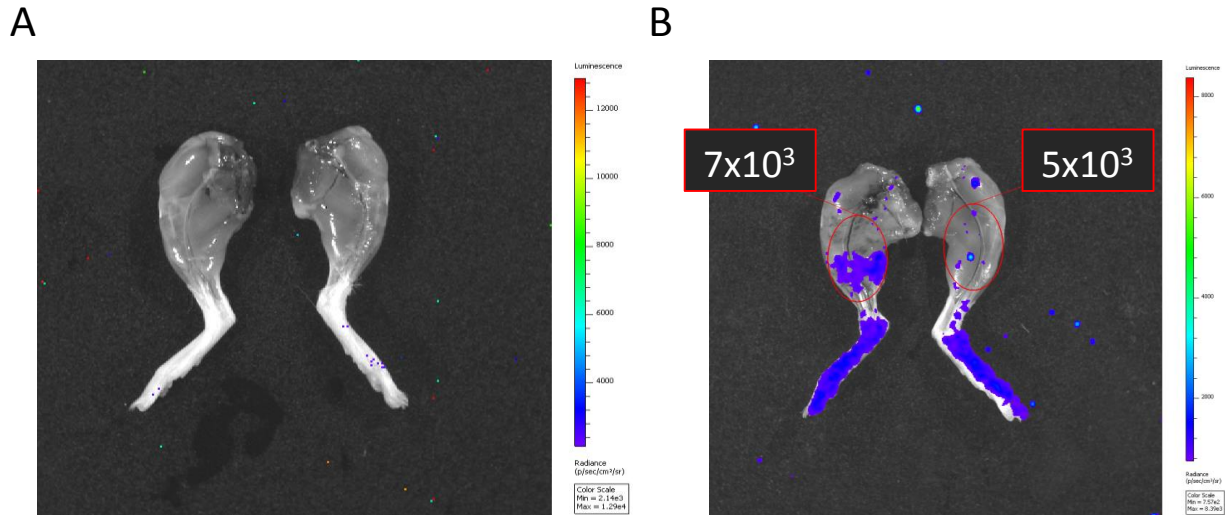 A
Luminescence
12000
10000
8000
6000
4000
Radiance
(p/sec/cm²/sr)
Color Scale
Min = 2.14e3
Max = 1.29e4
B
7x10³
5x10³
Luminescence
8000
6000
4000
2000
Radiance
(p/sec/cm²/sr)
Color Scale
Min = 7.57e2
Max = 8.39e3